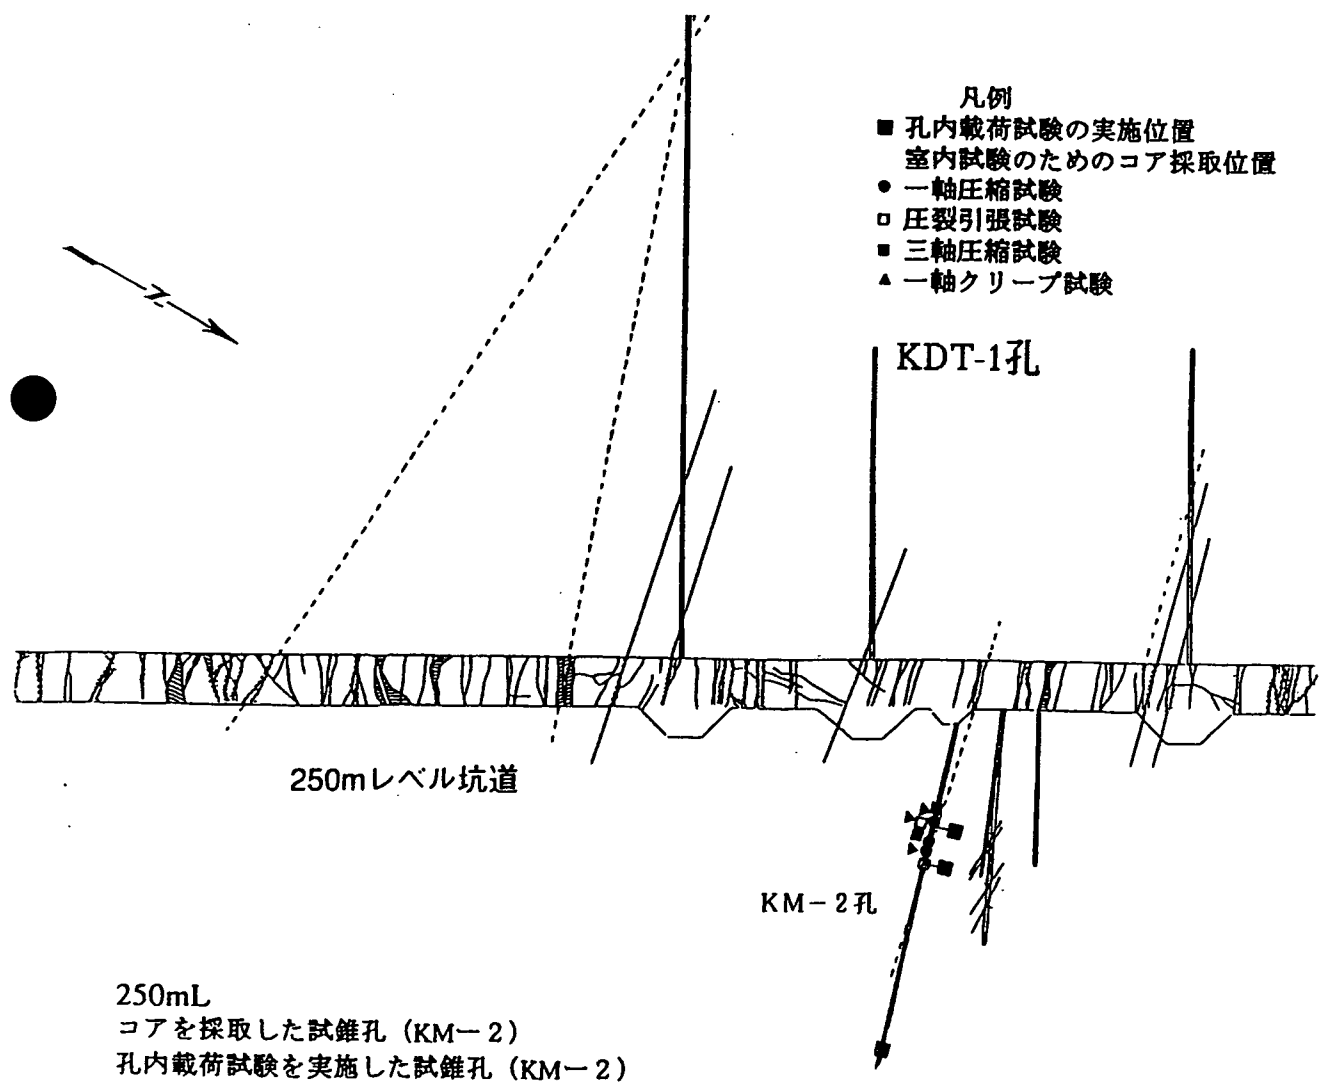 凡例
■ 孔内載荷試験の実施位置
室内試験のためのコア採取位置
● 一軸圧縮試験
□ 圧裂引張試験
■ 三軸圧縮試験
▲ 一軸クリープ試験
N
KDT-1孔
250mレベル坑道
KM-2孔
250mL
コアを採取した試錐孔(KM-2)
孔内載荷試験を実施した試錐孔(KM-2)